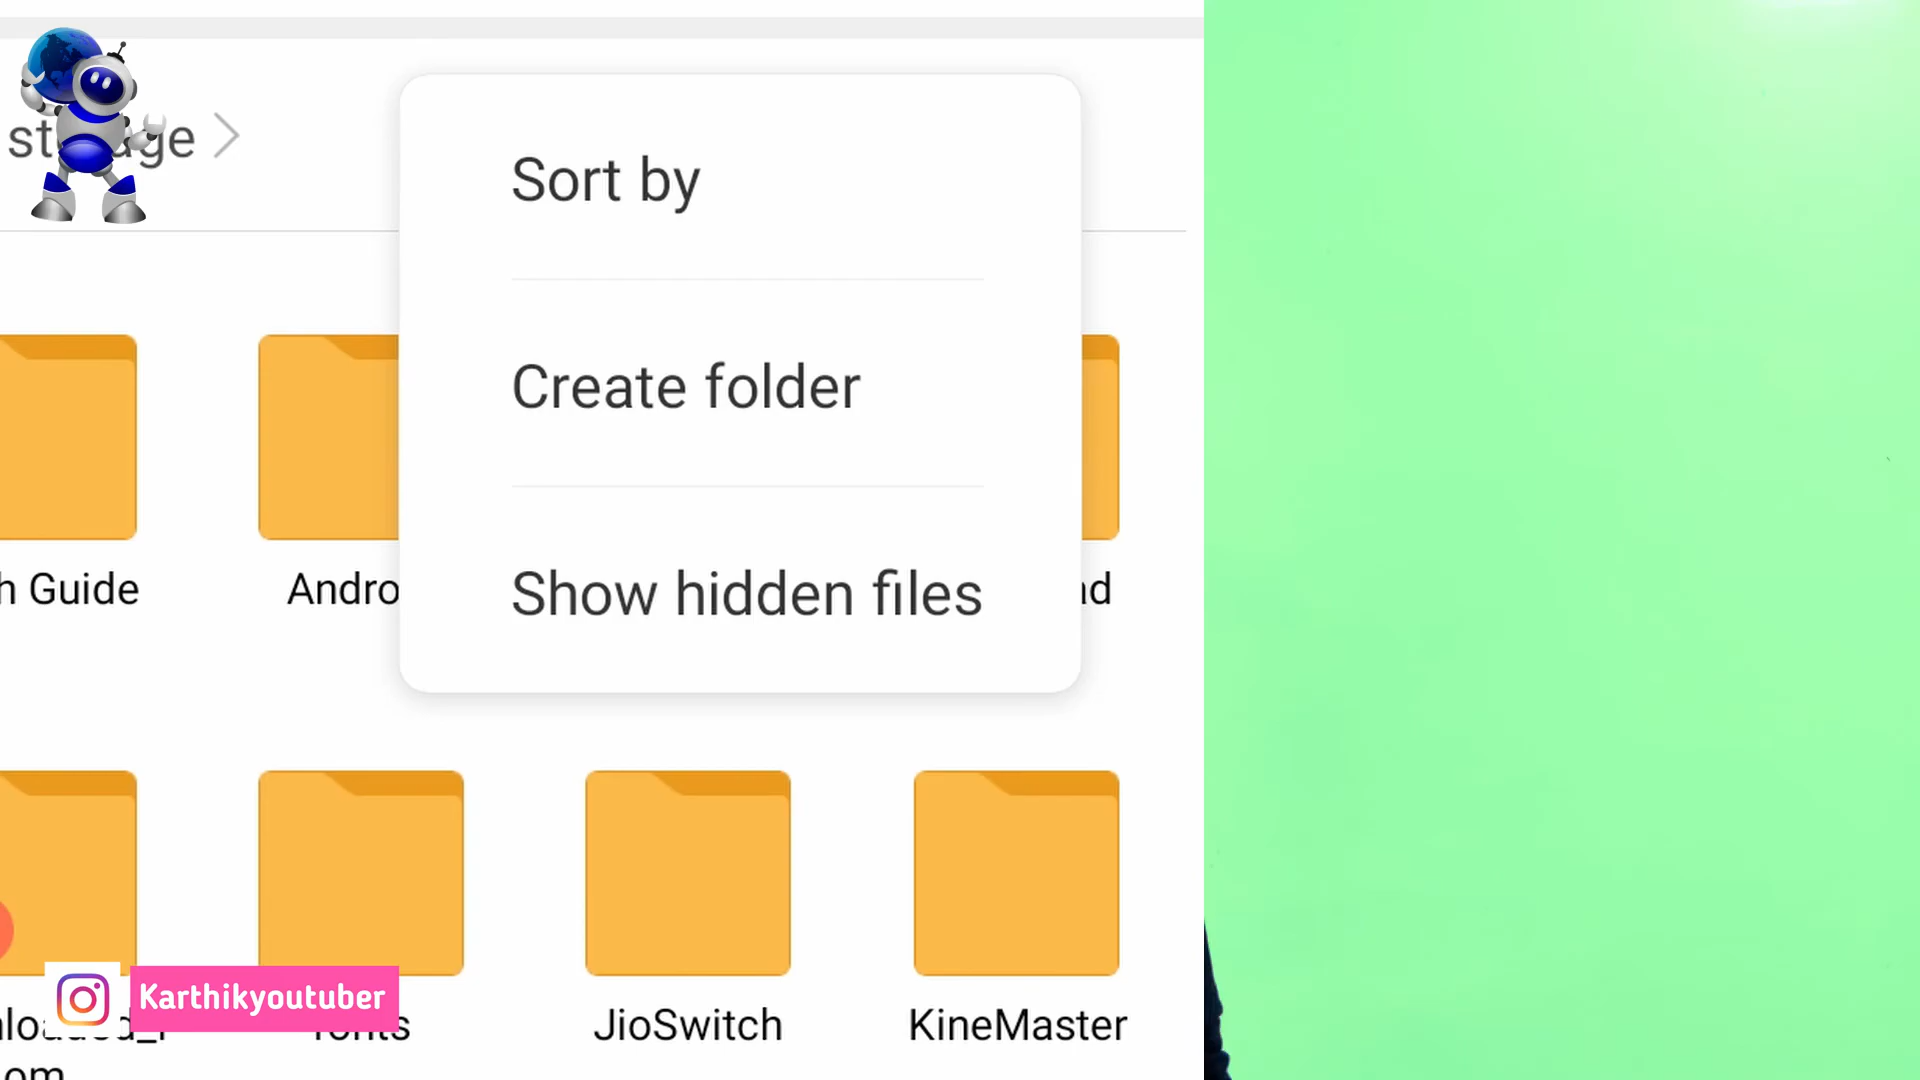 Sort by
Create folder
Show hidden files
h Guide
Andro
JioSwitch
KineMaster
Karthikyoutuber